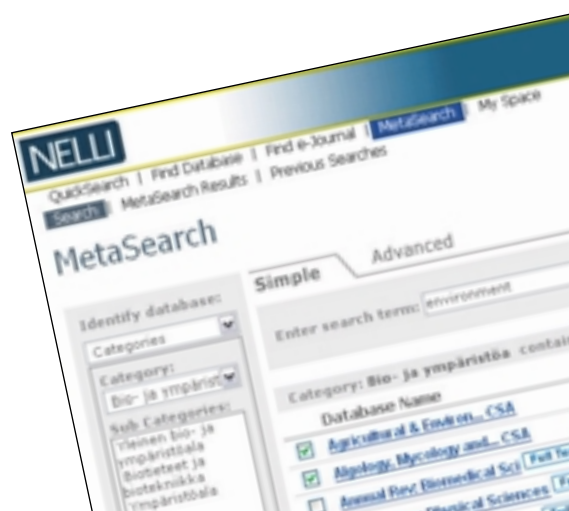 NELLI
QuickSearch | Find Database | Find e-Journal | MetaSearch | My Space
Search | MetaSearch Results | Previous Searches
MetaSearch
Simple
Advanced
Identify database:
Categories
Enter search term: environment
Category:
Bio- ja ympärist
Category: Bio- ja ympäristöa contain
Sub Categories:
Yleinen bio- ja
ympäristöala
Biotieteet ja
biotekniikka
Ympäristöala
Database Name
Agricultural & Environ... CSA
Algology, Mycology and... CSA
Annual Rev: Biomedical Sci
Physical Sciences